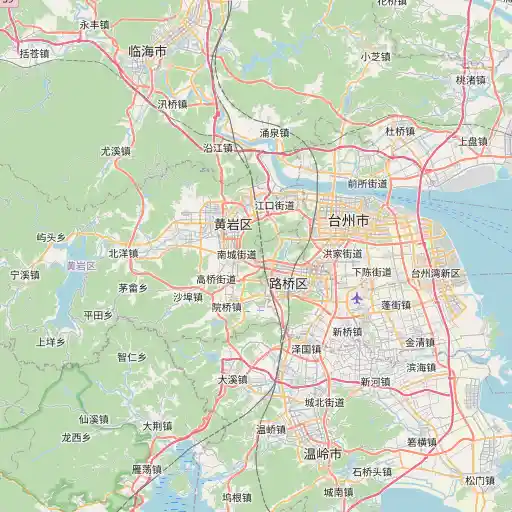 花桥镇
永丰镇
临海市
括苍镇
小芝镇
桃渚镇
汛桥镇
涌泉镇
杜桥镇
上盘镇
沿江镇
尤溪镇
前所街道
江口街道
台州市
黄岩区
屿头乡
北洋镇
南城街道
洪家街道
黄岩区
宁溪镇
下陈街道
台州湾新区
高桥街道
茅畲乡
路桥区
沙埠镇
院桥镇
蓬街镇
平田乡
新桥镇
上垟乡
金清镇
泽国镇
智仁乡
滨海镇
大溪镇
新河镇
城北街道
仙溪镇
大荆镇
温峤镇
龙西乡
箬横镇
温岭市
雁荡镇
石桥头镇
松门镇
坞根镇
城南镇